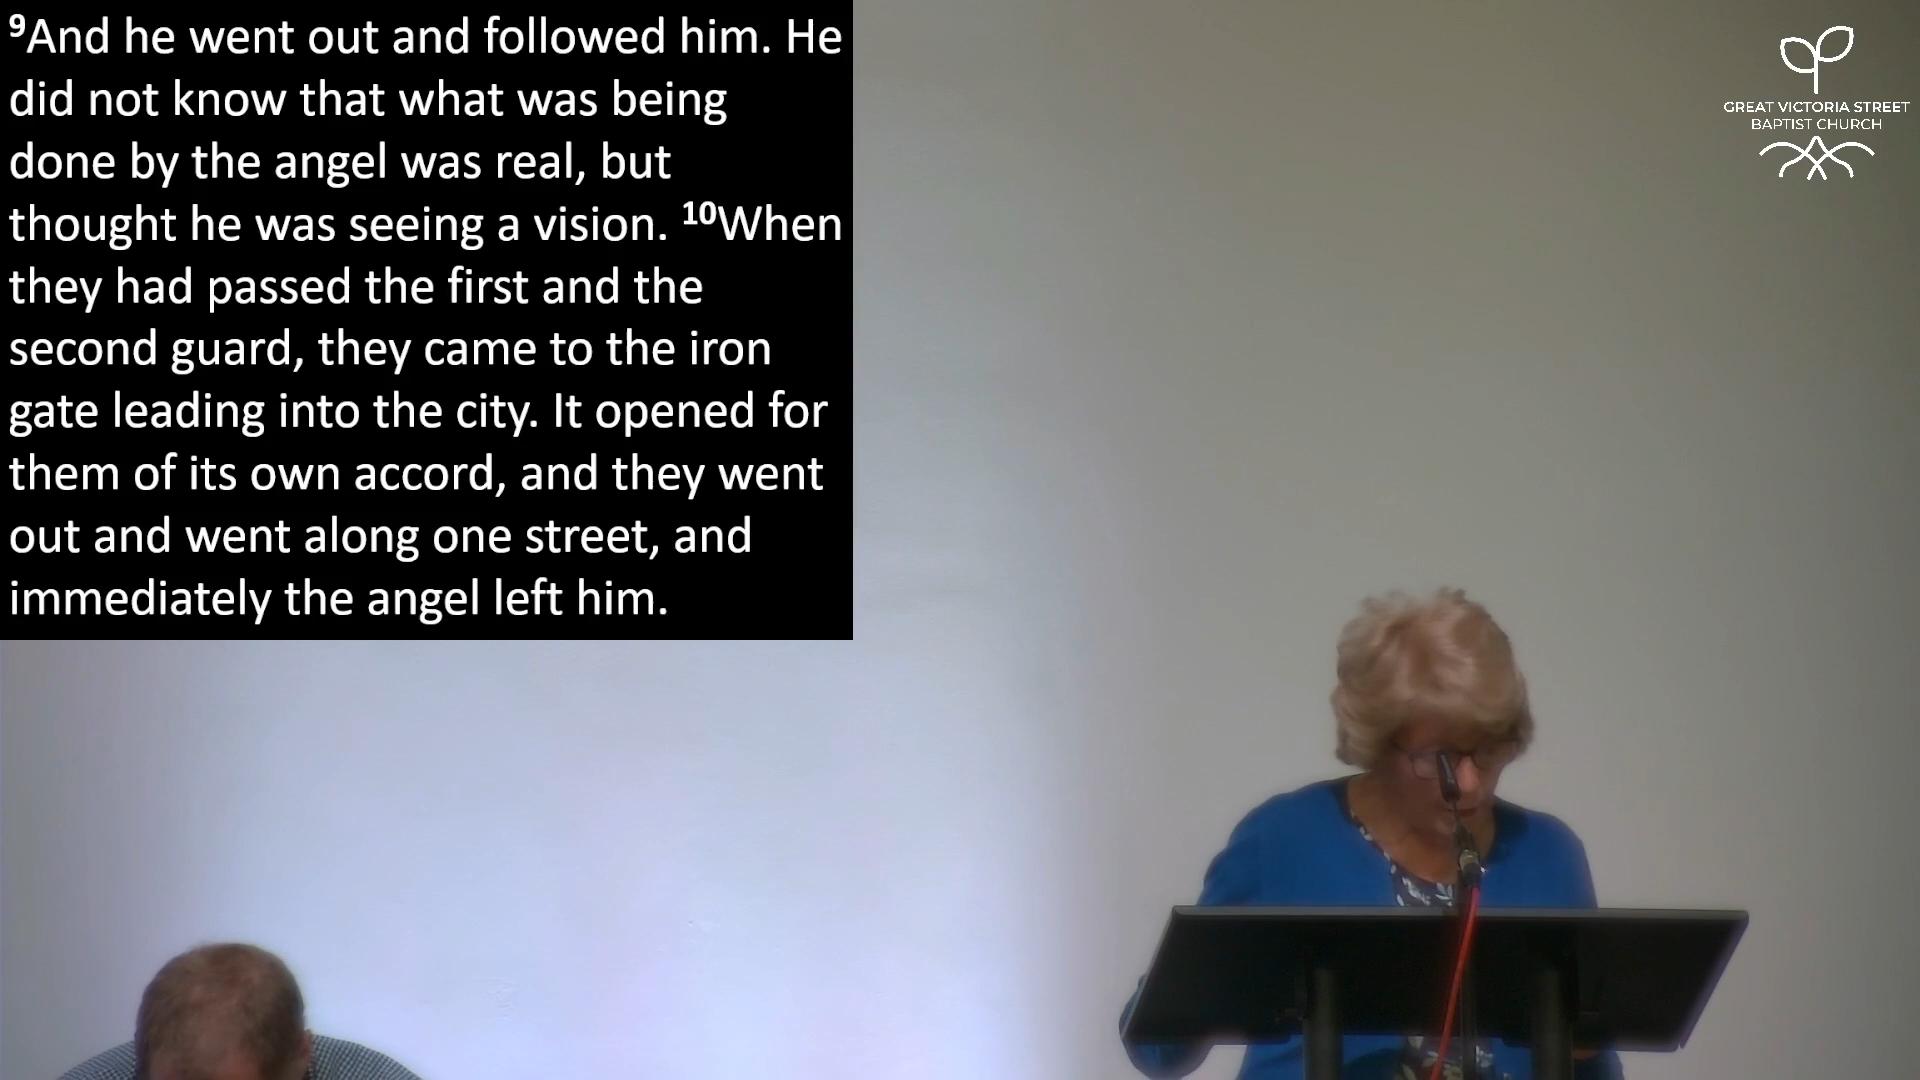 9And he went out and followed him. He
did not know that what was being
done by the angel was real, but
thought he was seeing a vision. 10When
they had passed the first and the
second guard, they came to the iron
gate leading into the city. It opened for
them of its own accord, and they went
out and went along one street, and
immediately the angel left him.
GREAT VICTORIA STREET
BAPTIST CHURCH